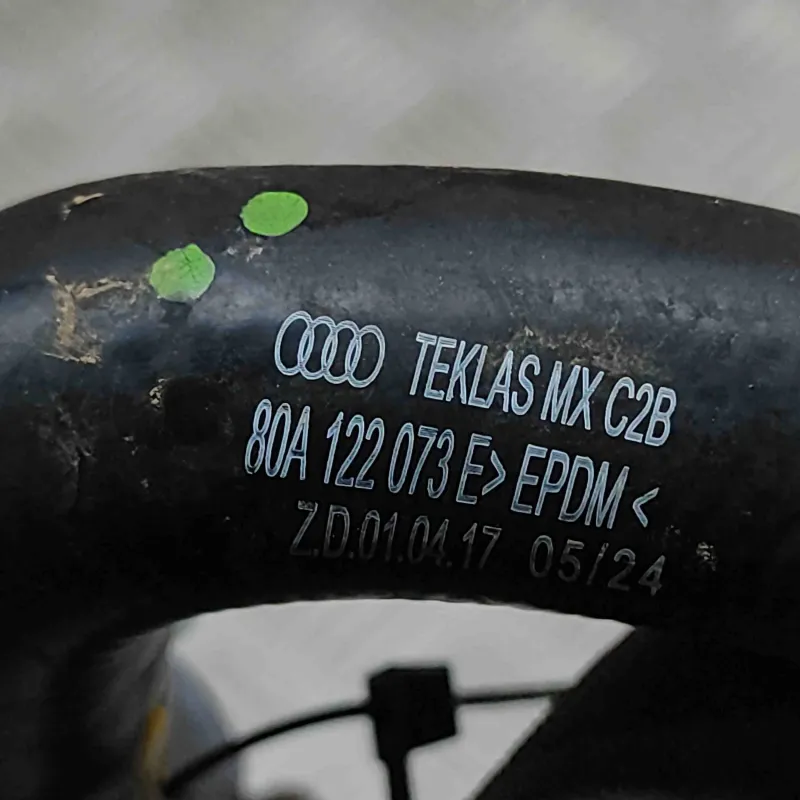 TEKLAS MX C2B
80A 122 073 E> EPDM <
Z.D.01.04.17 05/24